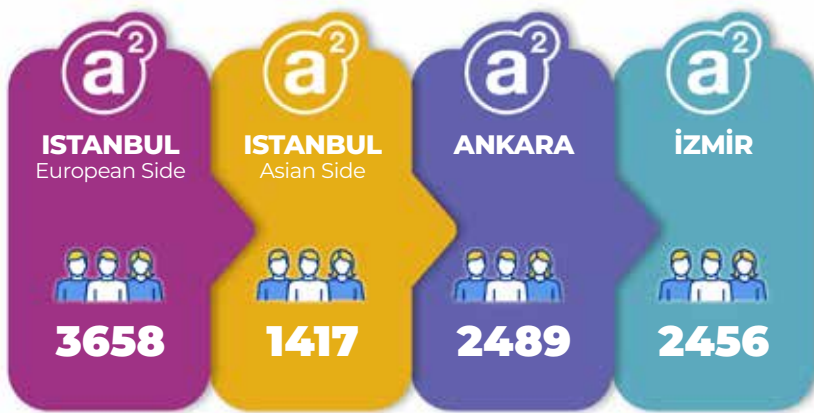 a2
ISTANBUL
European Side
3658
a2
ISTANBUL
Asian Side
1417
a2
ANKARA
2489
a2
İZMİR
2456